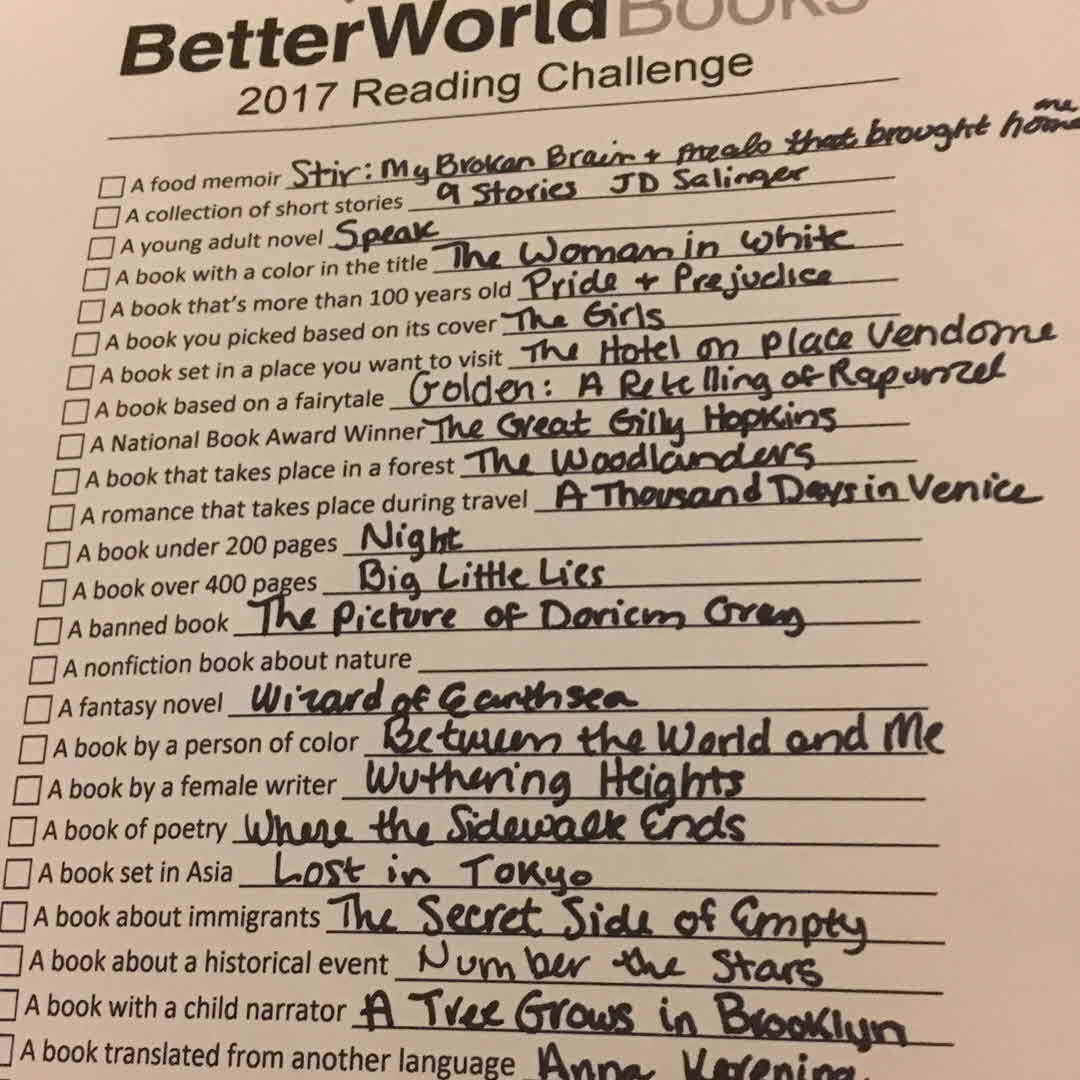 BetterWorldBooks
2017 Reading Challenge
A food memoir Stir: My Broken Brain + meals that brought me home
A collection of short stories 9 Stories JD Salinger
A young adult novel Speak
A book with a color in the title The Woman in White
A book that's more than 100 years old Pride + Prejudice
A book you picked based on its cover The Girls
A book set in a place you want to visit The Hotel on Place Vendome
A book based on a fairytale Golden: A Retelling of Rapunzel
A National Book Award Winner The Great Gilly Hopkins
A book that takes place in a forest The Woodlanders
A romance that takes place during travel A Thousand Days in Venice
A book under 200 pages Night
A book over 400 pages Big Little Lies
A banned book The Picture of Dorian Gray
A nonfiction book about nature
A fantasy novel Wizard of Earthsea
A book by a person of color Between the World and Me
A book by a female writer Wuthering Heights
A book of poetry Where the Sidewalk Ends
A book set in Asia Lost in Tokyo
A book about immigrants The Secret Side of Empty
A book about a historical event Number the Stars
A book with a child narrator A Tree Grows in Brooklyn
A book translated from another language Anna Karenina